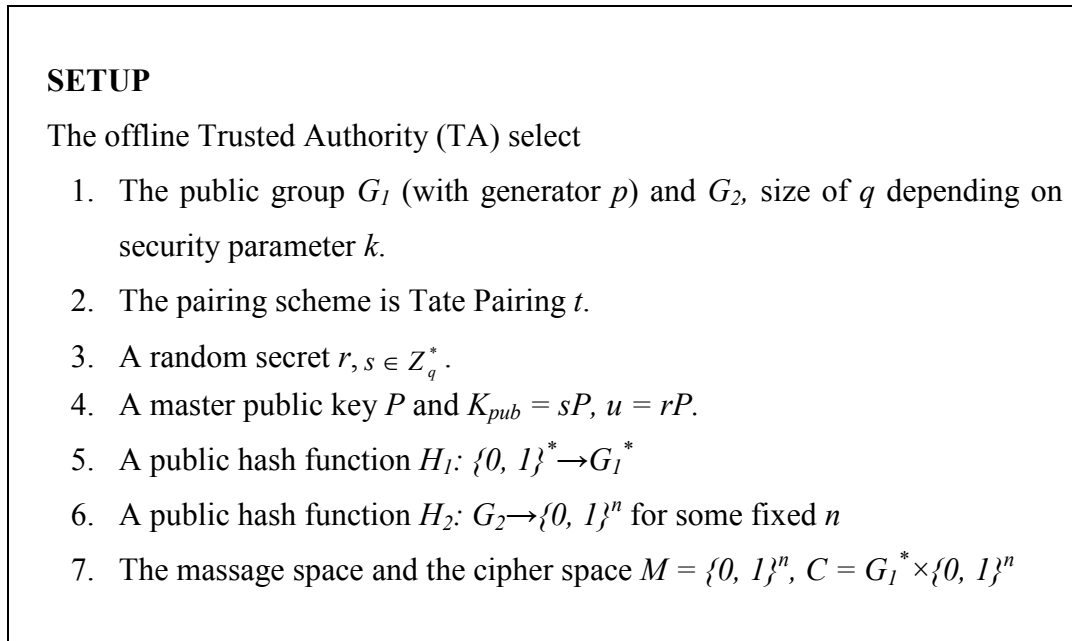 SETUP
The offline Trusted Authority (TA) select
1. The public group G₁ (with generator p) and G₂, size of q depending on
security parameter k.
2. The pairing scheme is Tate Pairing t.
3. A random secret r, s ∈ Z*q .
4. A master public key P and Kpub = sP, u = rP.
5. A public hash function H₁: {0, 1}*→G₁*
6. A public hash function H₂: G₂→{0, 1}ⁿ for some fixed n
7. The massage space and the cipher space M = {0, 1}ⁿ, C = G₁*×{0, 1}ⁿ